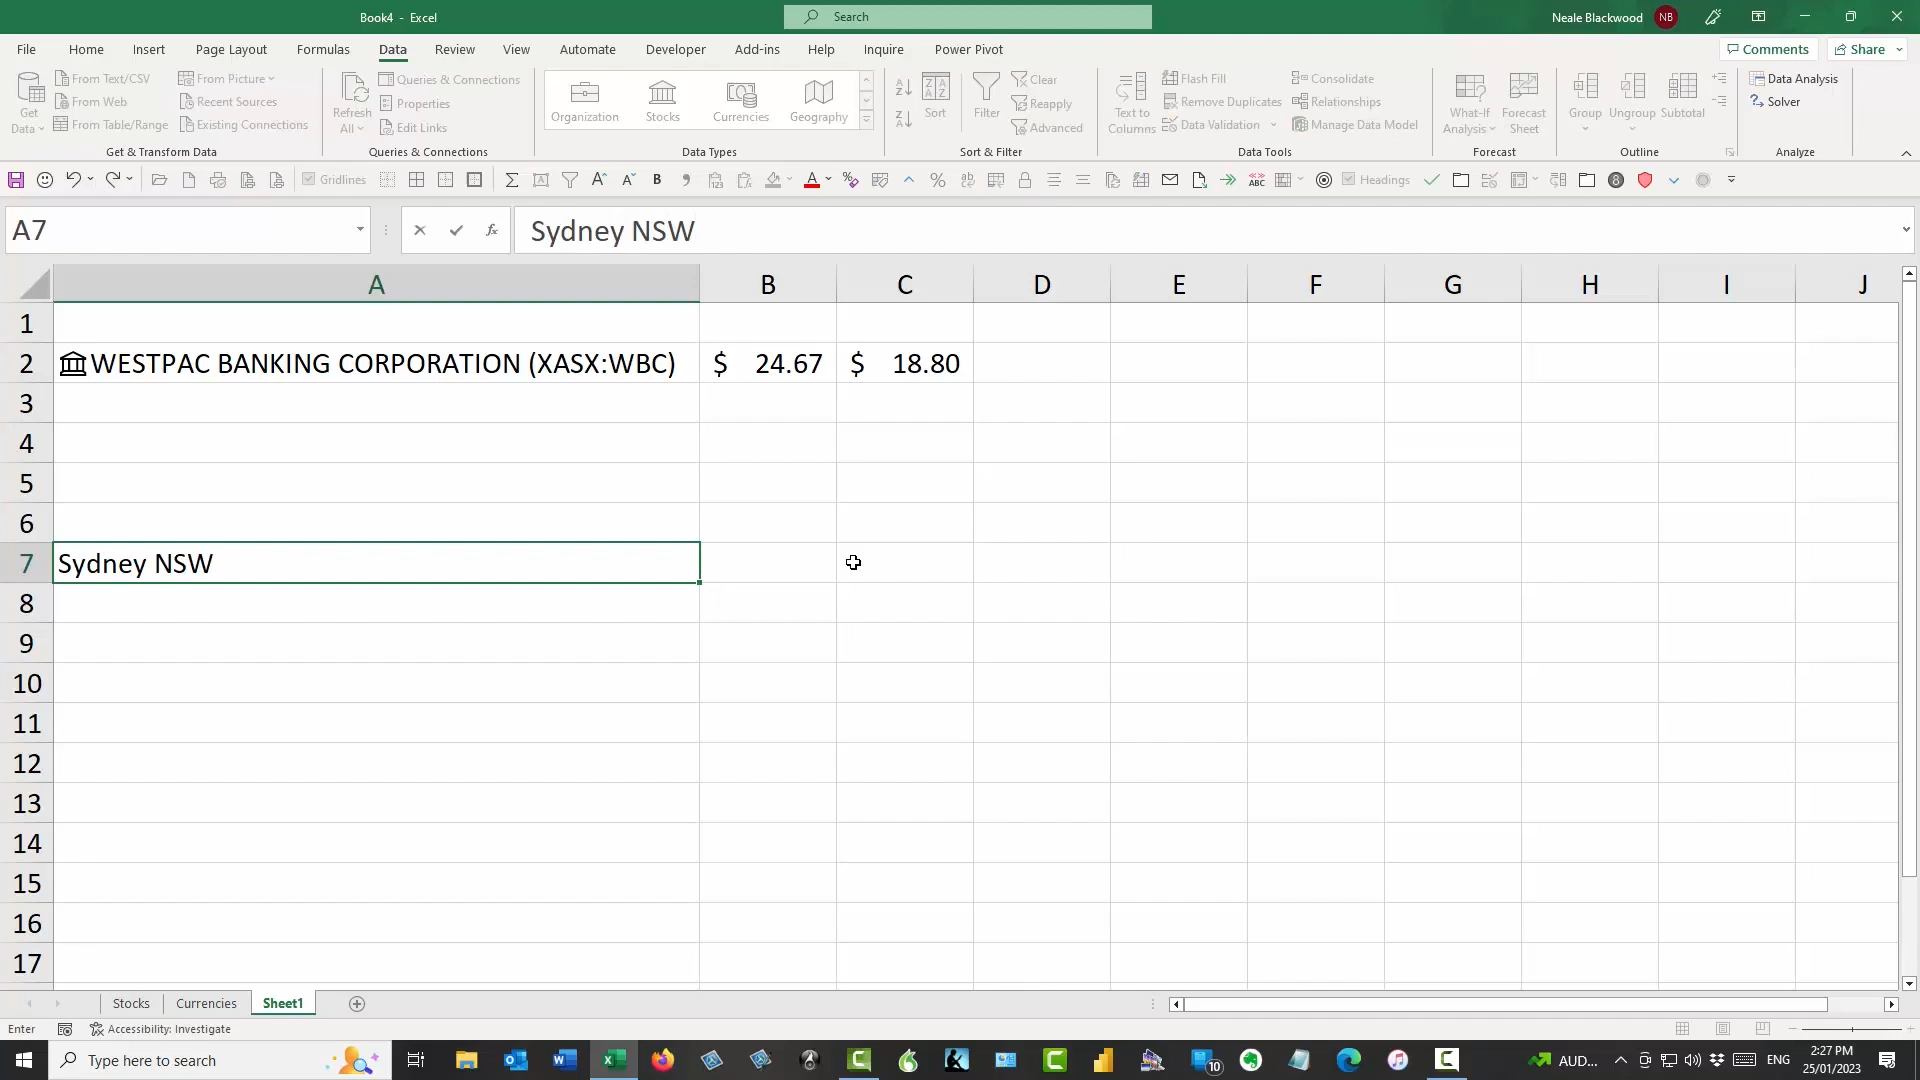 Book4 - Excel
Search
Neale Blackwood NB
File Home Insert Page Layout Formulas Data Review View Automate Developer Add-ins Help Inquire Power Pivot Comments Share
Get Data
From Text/CSV
From Web
From Table/Range
From Picture
Recent Sources
Existing Connections
Get & Transform Data
Refresh All
Queries & Connections
Properties
Edit Links
Queries & Connections
Organization Stocks Currencies Geography
Data Types
Sort
Filter
Clear
Reapply
Advanced
Sort & Filter
Text to Columns
Flash Fill
Remove Duplicates
Data Validation
Consolidate
Relationships
Manage Data Model
Data Tools
What-If Analysis
Forecast Sheet
Forecast
Group Ungroup Subtotal
Outline
Data Analysis
Solver
Analyze
Gridlines
Headings
A7
Sydney NSW
A B C D E F G H I J
1
2 WESTPAC BANKING CORPORATION (XASX:WBC) $ 24.67 $ 18.80
3
4
5
6
7 Sydney NSW
8
9
10
11
12
13
14
15
16
17
Stocks Currencies Sheet1
Enter Accessibility: Investigate
Type here to search
10
AUD...
ENG
2:27 PM
25/01/2023